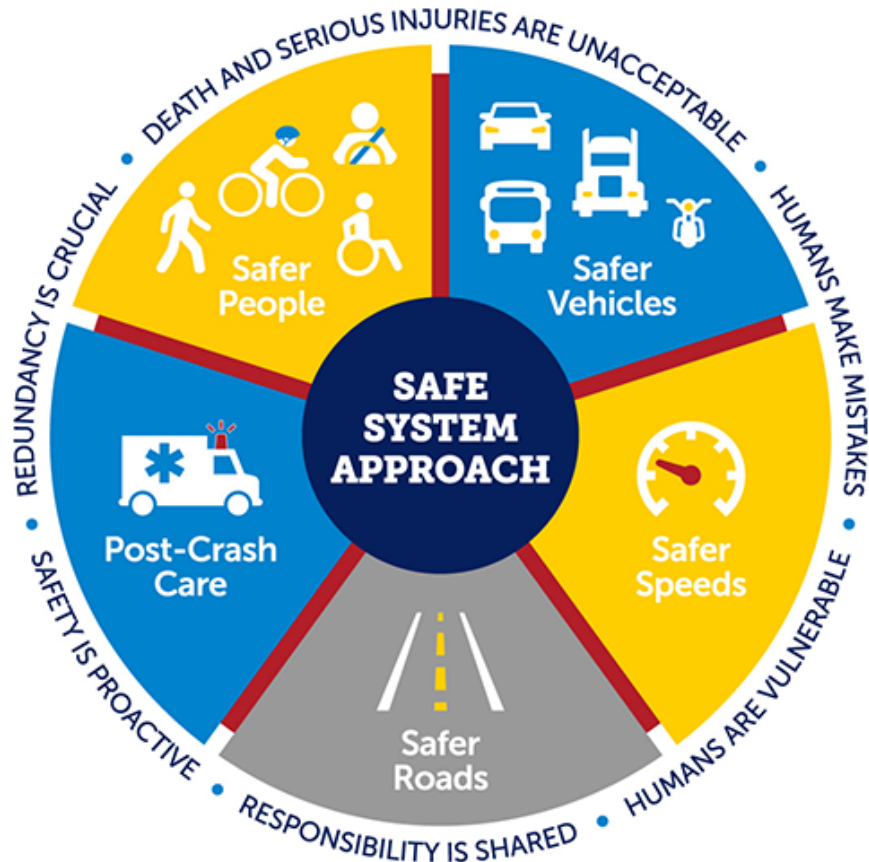 DEATH AND SERIOUS INJURIES ARE UNACCEPTABLE
HUMANS MAKE MISTAKES
HUMANS ARE VULNERABLE
RESPONSIBILITY IS SHARED
SAFETY IS PROACTIVE
REDUNDANCY IS CRUCIAL
Safer
People
Safer
Vehicles
SAFE
SYSTEM
APPROACH
Post-Crash
Care
Safer
Speeds
Safer
Roads